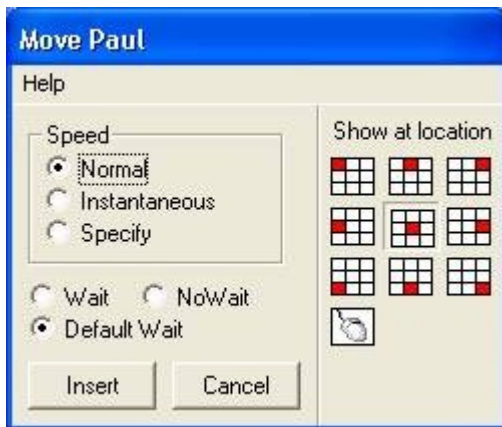 Move Paul
Help
Speed
Normal
Instantaneous
Specify
Wait NoWait
Default Wait
Insert Cancel
Show at location